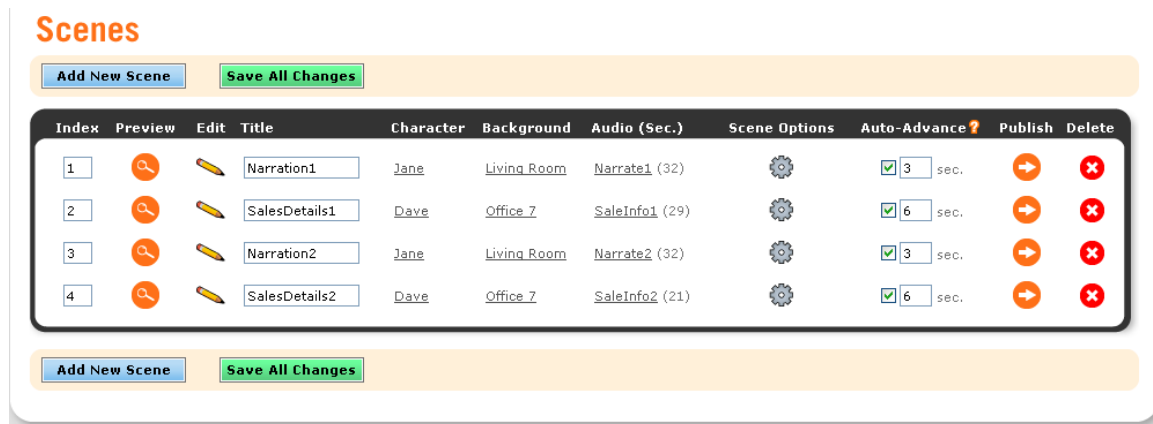 Scenes
Add New Scene Save All Changes
Index Preview Edit Title Character Background Audio (Sec.) Scene Options Auto-Advance? Publish Delete
1 Narration1 Jane Living Room Narrate1 (32) 3 sec.
2 SalesDetails1 Dave Office 7 SaleInfo1 (29) 6 sec.
3 Narration2 Jane Living Room Narrate2 (32) 3 sec.
4 SalesDetails2 Dave Office 7 SaleInfo2 (21) 6 sec.
Add New Scene Save All Changes